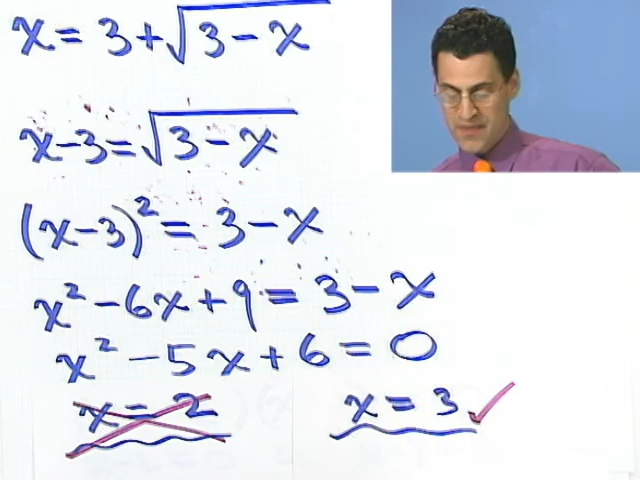 x = 3 + √3 - x
x - 3 = √3 - x
(x - 3)² = 3 - x
x² - 6x + 9 = 3 - x
x² - 5x + 6 = 0
x = 2 x = 3 ✓